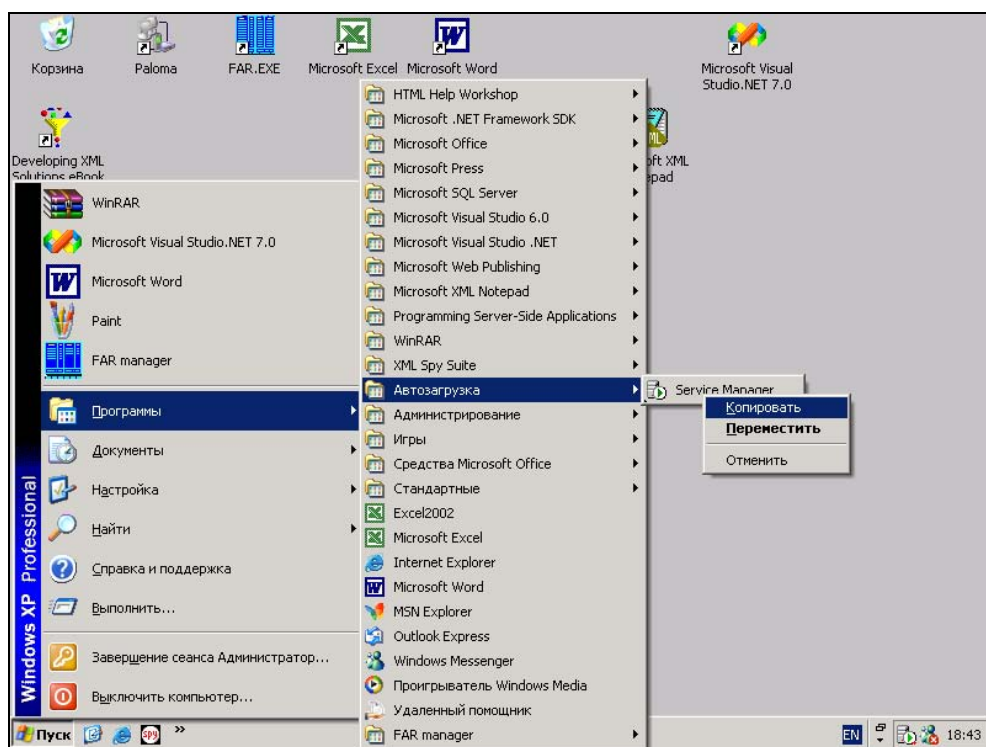 Корзина
Paloma
FAR.EXE
Microsoft Excel
Microsoft Word
Microsoft Visual
Studio.NET 7.0
Developing XML
Solutions eBook
oft XML
epad
WinRAR
Microsoft Visual Studio.NET 7.0
Microsoft Word
Paint
FAR manager
Программы
Документы
Настройка
Найти
Справка и поддержка
Выполнить...
Завершение сеанса Администратор...
Выключить компьютер...
Windows XP Professional
HTML Help Workshop
Microsoft .NET Framework SDK
Microsoft Office
Microsoft Press
Microsoft SQL Server
Microsoft Visual Studio 6.0
Microsoft Visual Studio .NET
Microsoft Web Publishing
Microsoft XML Notepad
Programming Server-Side Applications
WinRAR
XML Spy Suite
Автозагрузка
Администрирование
Игры
Средства Microsoft Office
Стандартные
Excel2002
Microsoft Excel
Internet Explorer
Microsoft Word
MSN Explorer
Outlook Express
Windows Messenger
Проигрыватель Windows Media
Удаленный помощник
FAR manager
Service Manager
Копировать
Переместить
Отменить
Пуск
SPY
»
EN
18:43